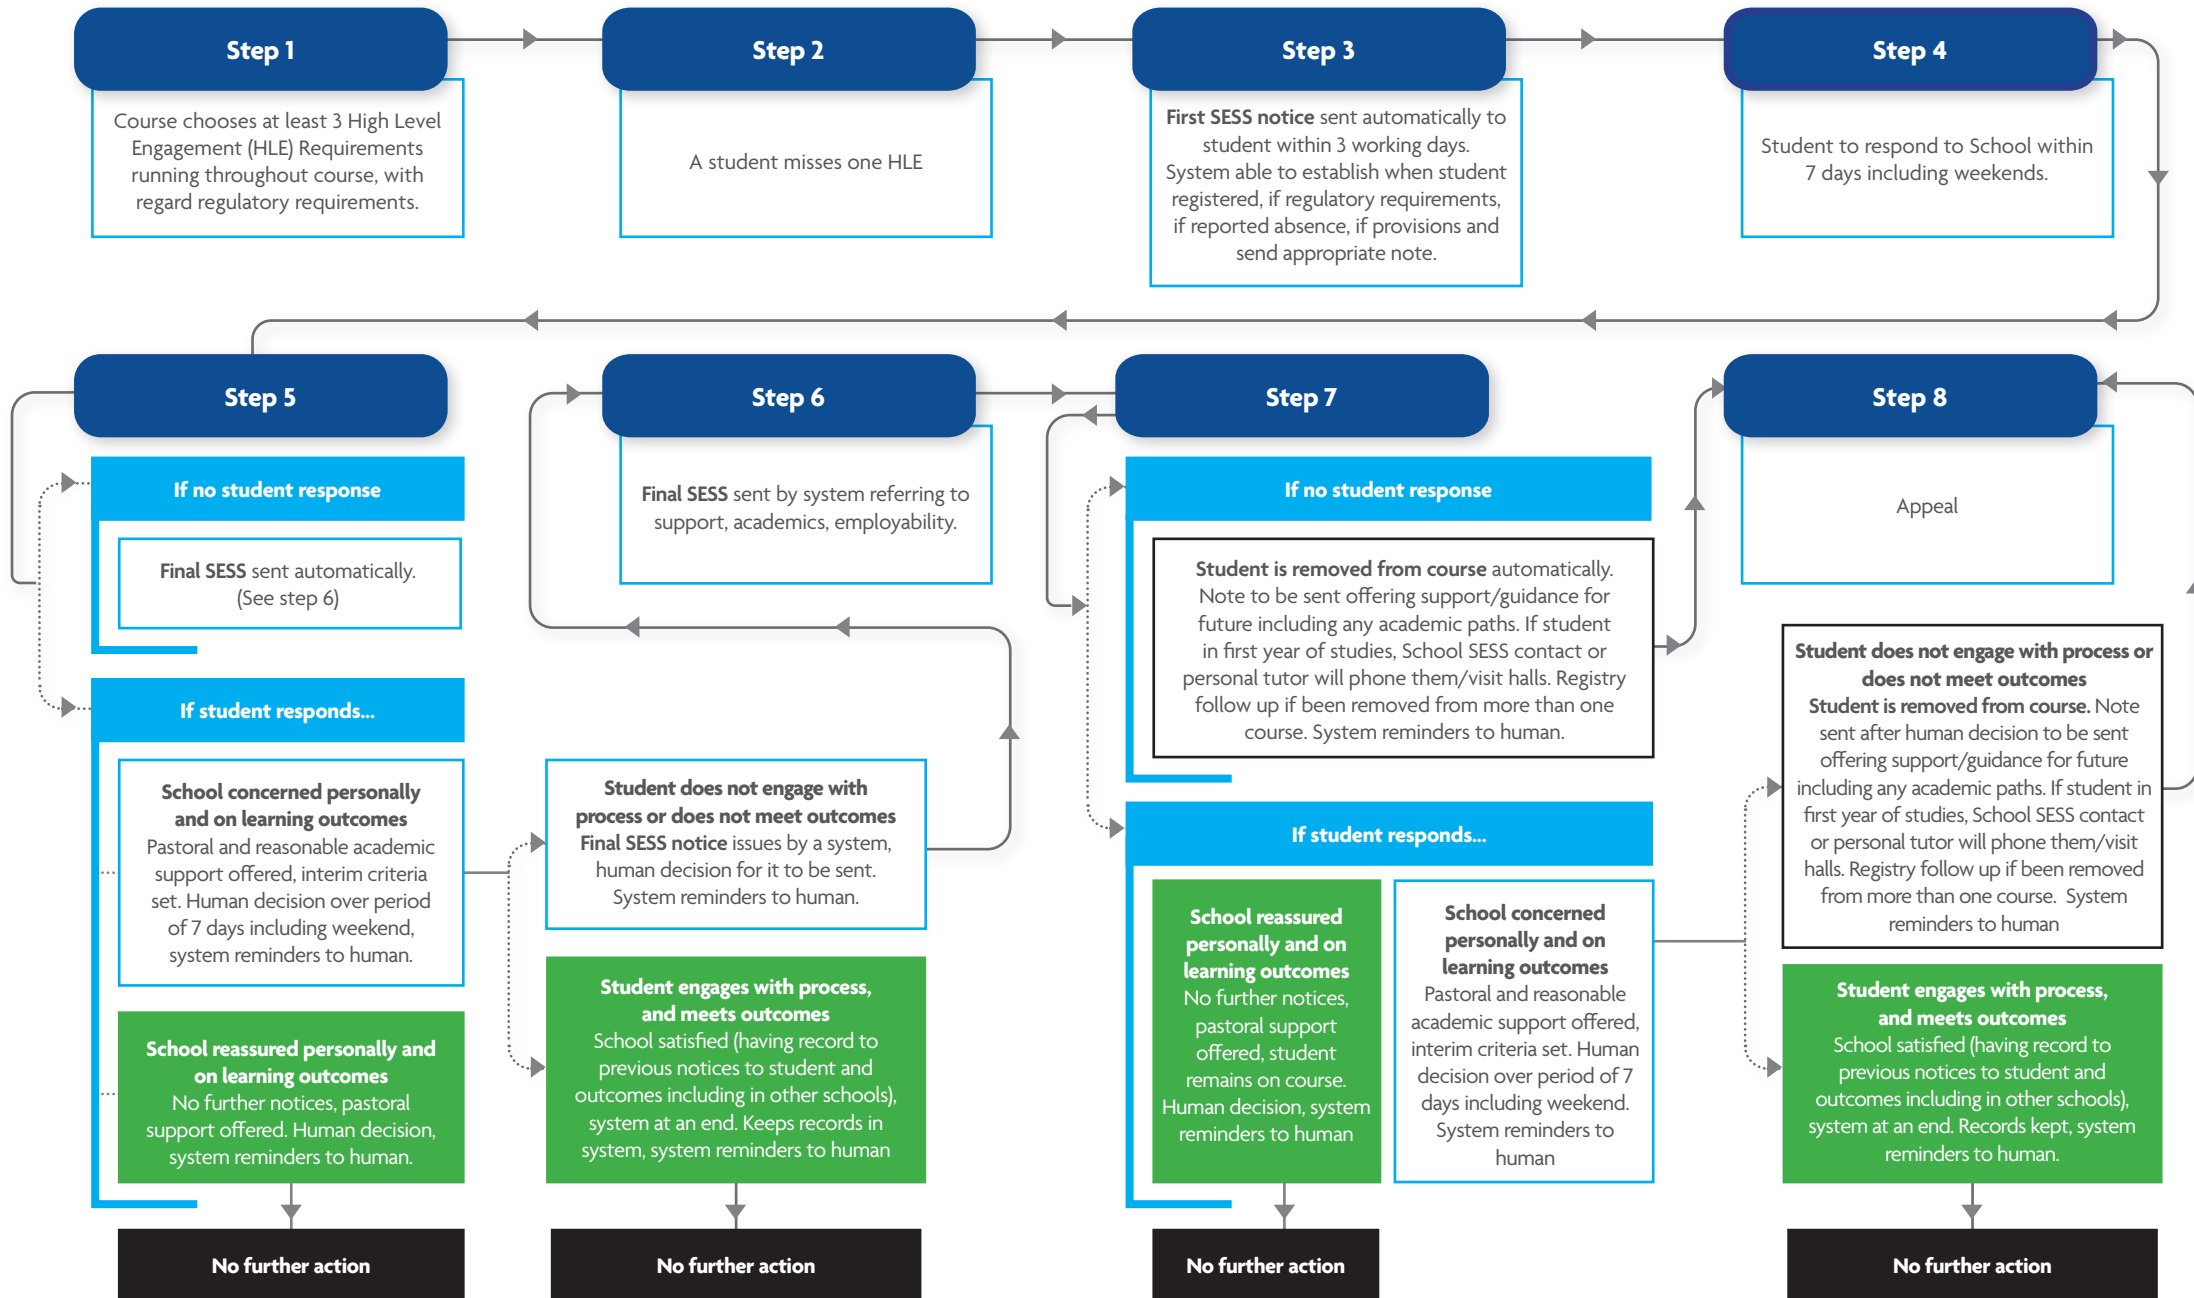 Step 1
Course chooses at least 3 High Level
Engagement (HLE) Requirements
running throughout course, with
regard regulatory requirements.
Step 2
A student misses one HLE
Step 3
First SESS notice sent automatically to
student within 3 working days.
System able to establish when student
registered, if regulatory requirements,
if reported absence, if provisions and
send appropriate note.
Step 4
Student to respond to School within
7 days including weekends.
Step 5
If no student response
Final SESS sent automatically.
(See step 6)
If student responds...
School concerned personally
and on learning outcomes
Pastoral and reasonable academic
support offered, interim criteria
set. Human decision over period
of 7 days including weekend,
system reminders to human.
School reassured personally and
on learning outcomes
No further notices, pastoral
support offered. Human decision,
system reminders to human.
No further action
Step 6
Final SESS sent by system referring to
support, academics, employability.
Student does not engage with
process or does not meet outcomes
Final SESS notice issues by a system,
human decision for it to be sent.
System reminders to human.
Student engages with process,
and meets outcomes
School satisfied (having record to
previous notices to student and
outcomes including in other schools),
system at an end. Keeps records in
system, system reminders to human
No further action
Step 7
If no student response
Student is removed from course automatically.
Note to be sent offering support/guidance for
future including any academic paths. If student
in first year of studies, School SESS contact or
personal tutor will phone them/visit halls. Registry
follow up if been removed from more than one
course. System reminders to human.
If student responds...
School reassured
personally and on
learning outcomes
No further notices,
pastoral support
offered, student
remains on course.
Human decision, system
reminders to human
No further action
School concerned
personally and on
learning outcomes
Pastoral and reasonable
academic support offered,
interim criteria set. Human
decision over period of 7
days including weekend.
System reminders to
human
Step 8
Appeal
Student does not engage with process or
does not meet outcomes
Student is removed from course. Note
sent after human decision to be sent
offering support/guidance for future
including any academic paths. If student in
first year of studies, School SESS contact
or personal tutor will phone them/visit
halls. Registry follow up if been removed
from more than one course. System
reminders to human
Student engages with process,
and meets outcomes
School satisfied (having record to
previous notices to student and
outcomes including in other schools),
system at an end. Records kept, system
reminders to human.
No further action